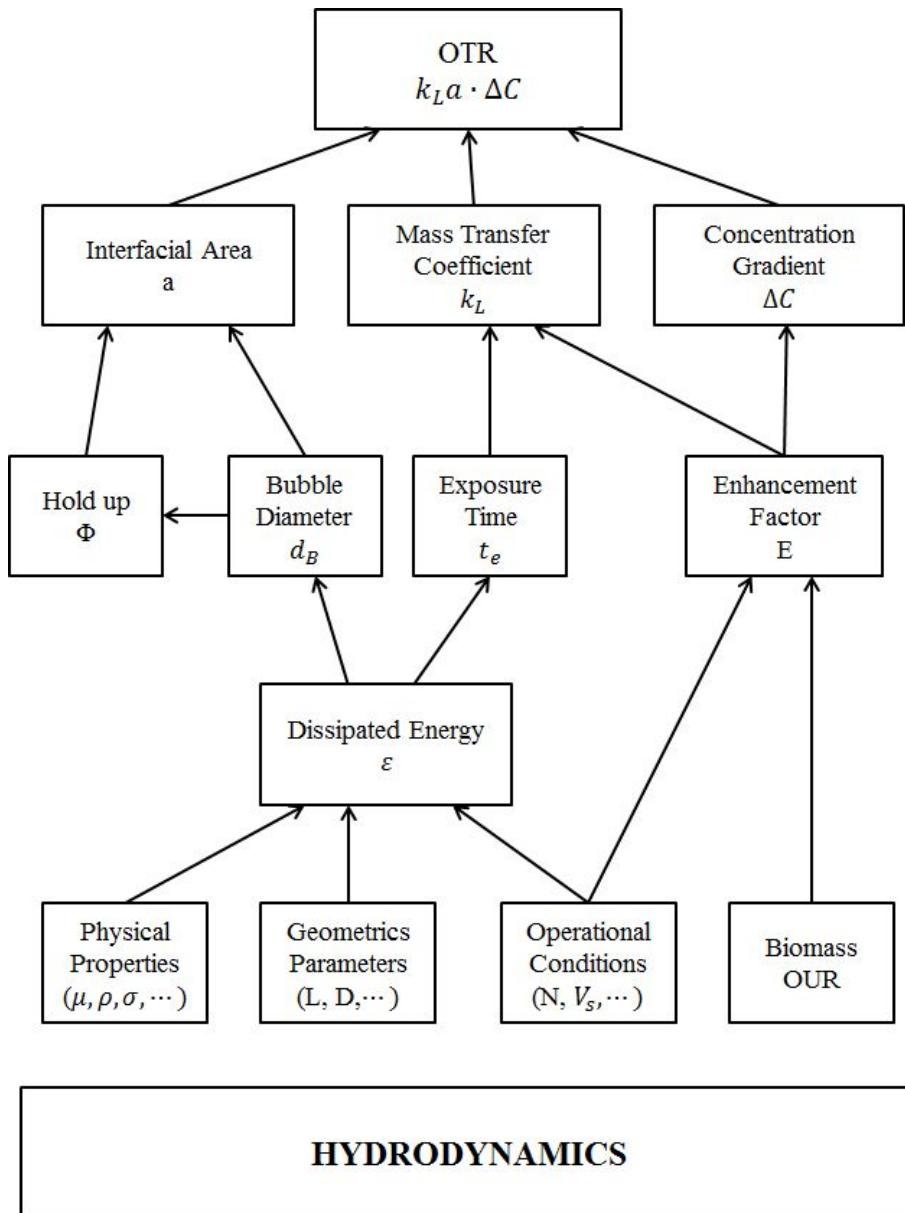 OTR
k_L a · ΔC
Interfacial Area
a
Mass Transfer
Coefficient
k_L
Concentration
Gradient
ΔC
Hold up
Φ
Bubble
Diameter
d_B
Exposure
Time
t_e
Enhancement
Factor
E
Dissipated Energy
ε
Physical
Properties
(μ, ρ, σ, ⋯ )
Geometrics
Parameters
(L, D,⋯ )
Operational
Conditions
(N, V_s, ⋯ )
Biomass
OUR
HYDRODYNAMICS